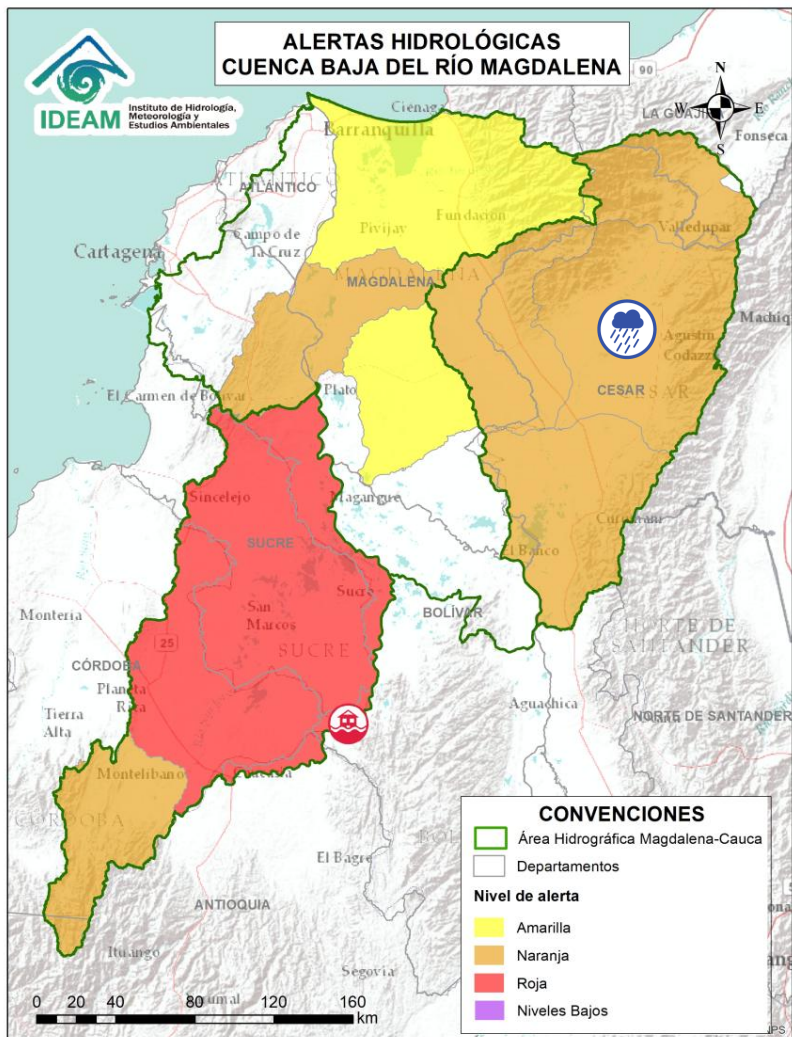 ALERTAS HIDROLÓGICAS
CUENCA BAJA DEL RÍO MAGDALENA
IDEAM
Instituto de Hidrología,
Meteorología y
Estudios Ambientales
N
W
E
S
90
Ciénaga
LA GUAJIRA
Barranquilla
Fonseca
ATLÁNTICO
Fundación
Pivijay
Valledupar
Campo de
la Cruz
Cartagena
MAGDALENA
MAGDALENA
Machiq
Agustín
Codazzi
CESAR
El Carmen de Bolívar
Plato
Sincelejo
Magangué
SUCRE
El Banco
Sucre
BOLÍVAR
San
Marcos
Montería
SUCRE
NORTE DE
SANTANDER
25
CÓRDOBA
Planeta
Rica
Aguachica
Tierra
Alta
NORTE DE SANTANDER
Montelíbano
CÓRDOBA
El Bagre
ANTIOQUIA
Ituango
Segovia
CONVENCIONES
Área Hidrográfica Magdalena-Cauca
Departamentos
Nivel de alerta
Amarilla
Naranja
Roja
Niveles Bajos
0 20 40 80 120 160
km